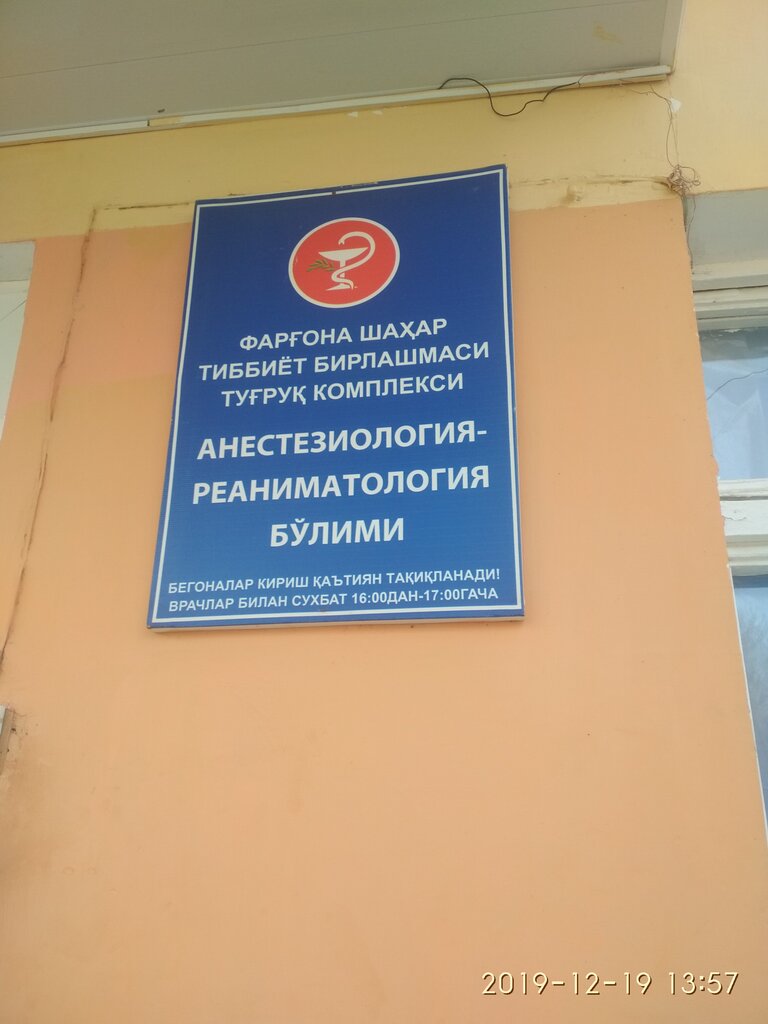 ФАРҒОНА ШАҲАР
ТИББИЁТ БИРЛАШМАСИ
ТУҒРУҚ КОМПЛЕКСИ
АНЕСТЕЗИОЛОГИЯ-
РЕАНИМАТОЛОГИЯ
БЎЛИМИ
БЕГОНАЛАР КИРИШ ҚАЪТИЯН ТАҚИҚЛАНАДИ!
ВРАЧЛАР БИЛАН СУХБАТ 16:00ДАН-17:00ГАЧА
2019-12-19 13:57